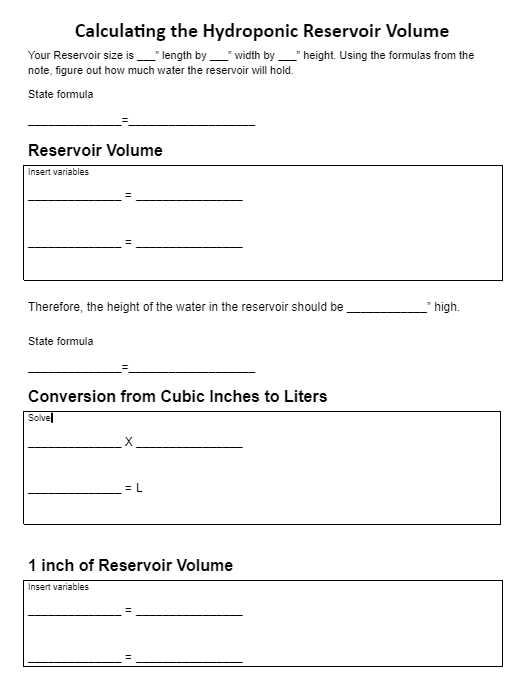 Calculating the Hydroponic Reservoir Volume
Your Reservoir size is ___" length by ___" width by ___" height. Using the formulas from the
note, figure out how much water the reservoir will hold.
State formula
______________=___________________
Reservoir Volume
Insert variables
______________ = ________________
______________ = ________________
Therefore, the height of the water in the reservoir should be ____________" high.
State formula
______________=___________________
Conversion from Cubic Inches to Liters
Solve
______________ X ________________
______________ = L
1 inch of Reservoir Volume
Insert variables
______________ = ________________
______________ = ________________